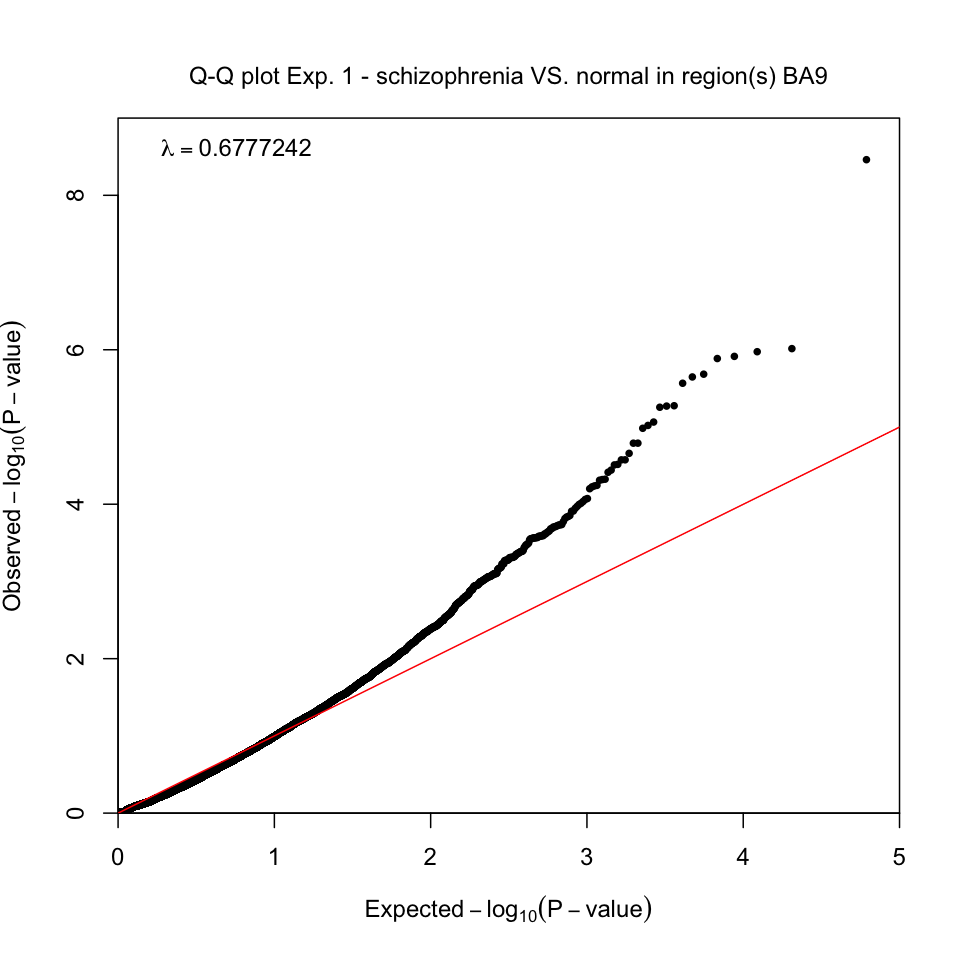 Q-Q plot Exp. 1 - schizophrenia VS. normal in region(s) BA9
λ = 0.6777242
8
6
4
2
0
Observed − log10(P − value)
0 1 2 3 4 5
Expected − log10(P − value)